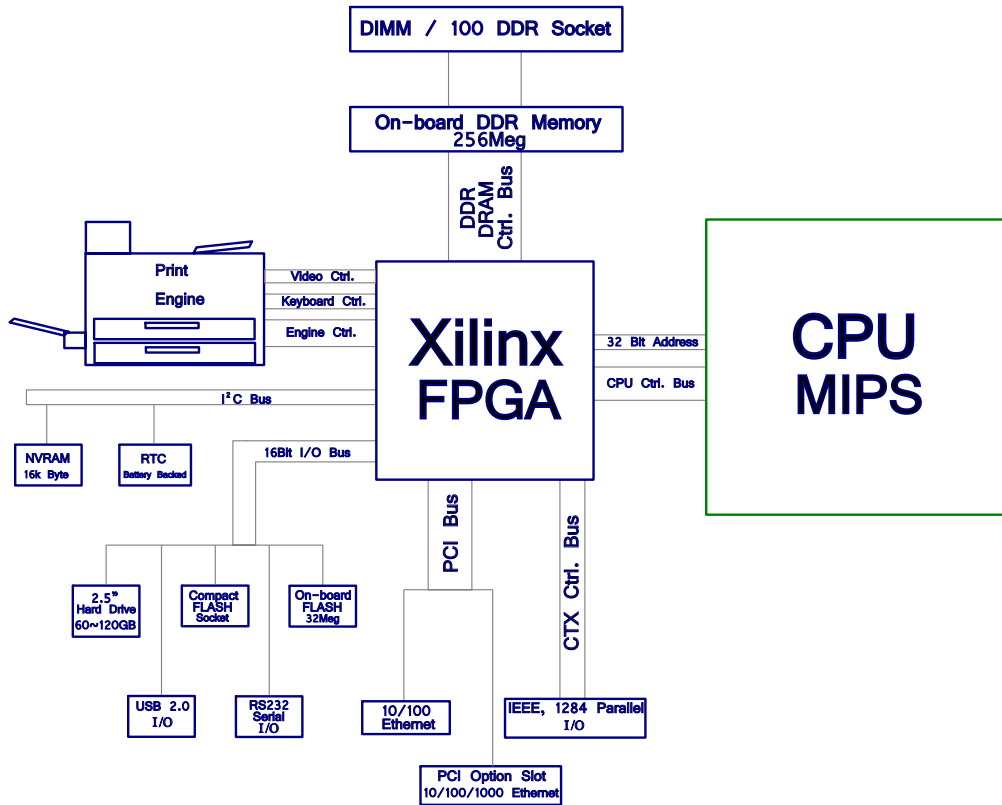 DIMM / 100 DDR Socket
On-board DDR Memory
256Meg
DDR
DRAM
Ctrl. Bus
Print
Engine
Video Ctrl.
Keyboard Ctrl.
Engine Ctrl.
Xilinx
FPGA
32 Bit Address
CPU Ctrl. Bus
CPU
MIPS
I²C Bus
NVRAM
16k Byte
RTC
Battery Backed
16Bit I/O Bus
PCI Bus
CTX Ctrl. Bus
2.5"
Hard Drive
60~120GB
Compact
FLASH
Socket
On-board
FLASH
32Meg
USB 2.0
I/O
RS232
Serial
I/O
10/100
Ethernet
IEEE, 1284 Parallel
I/O
PCI Option Slot
10/100/1000 Ethernet